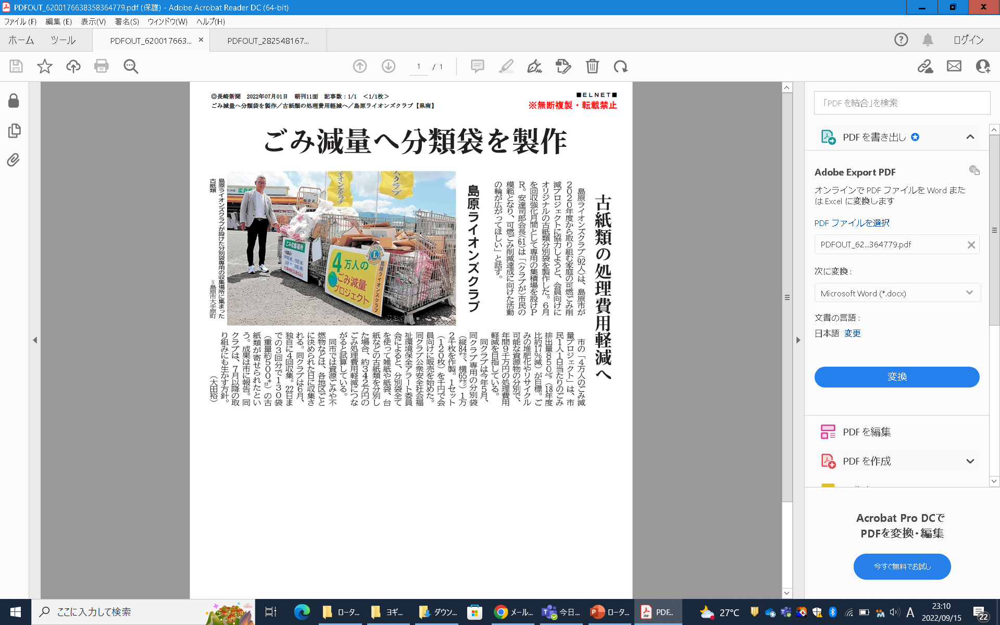 PDFOUT_6200176638358364779.pdf (保護) - Adobe Acrobat Reader DC (64-bit)
ファイル (F) 編集 (E) 表示(V) 署名(S) ウィンドウ(W) ヘルプ(H)
ホーム ツール PDFOUT_620017663... × PDFOUT_282548167... ? ログイン
1 / 1
◎長崎新聞 2022年07月01日 朝刊11面 記事数:1/1 <1/1枚>
ごみ減量へ分類袋を製作/古紙類の処理費用軽減へ/島原ライオンズクラブ【県南】
■ELNET■
※無断複製・転載禁止
ごみ減量へ分類袋を製作
古紙類の処理費用軽減へ
島原ライオンズクラブ
島原ライオンズクラブ(92人)は、島原市が
2020年度から取り組む家庭の可燃ごみ削
減プロジェクトに協力しようと、会員向けに
オリジナルの古紙類分別袋を製作した。6月
を回収強化月間として専用の集積場を設けP
R。安達司郎会長(61)は「(クラブが)市民の
模範となり、可燃ごみ削減達成に向けた活動
の輪が広がってほしい」と話す。
イオンズクラブ
スクラブ
ごみ収集場所
4万人の
ごみ減量
プロジェクト
島原ライオンズクラブ
島原ライオンズクラブが設けた分別袋専用の収集場所に集まった
古紙類 =島原市大手原町
市の「4万人のごみ減
量プロジェクト」は、市
民1人1日当たりのごみ
排出量850㌘(18年度
比約17%減)が目標。ご
みの堆肥化やリサイクル
可能な資源物の分別で、
年間9千万円の処理費用
軽減を目指している。
同クラブは今年5月、
同クラブ専用の分別袋
(縦84㌢、横65㌢)1万
2千枚を作製。1セット
(120枚)を千円で会
員向けに販売を始めた。
同クラブ公衆安全社会福
祉環境保全アラート委員
会によると、分別袋全て
を使って雑紙や紙袋、台
紙などの古紙類を分別し
た場合、約342万円の
ごみ処理費用軽減につな
がると試算している。
同市では資源ごみや不
燃物などは、各地区ごと
に決められた日に収集さ
れる。同クラブは6月、
独自に4回収集。22日ま
での3回分で130袋
(重量約500㌔)の古
紙類が寄せられたとい
う。成果は市に報告。同
クラブは、7月以降の取
り組みにも生かす方針。
(大田裕)
「PDF を結合」を検索
PDF を書き出し
Adobe Export PDF
オンラインで PDF ファイルを Word また
は Excel に変換します
PDF ファイルを選択
PDFOUT_62...364779.pdf
次に変換 :
Microsoft Word (*.docx)
文書の言語 :
日本語 変更
変換
PDF を編集
PDF を作成
Acrobat Pro DCで
PDFを変換・編集
今すぐ無料でお試し
ここに入力して検索 ロータ... ヨギ... ダウン... メール... 今日... ロータ... PDF... 27°C A 23:10
2022/09/15 22